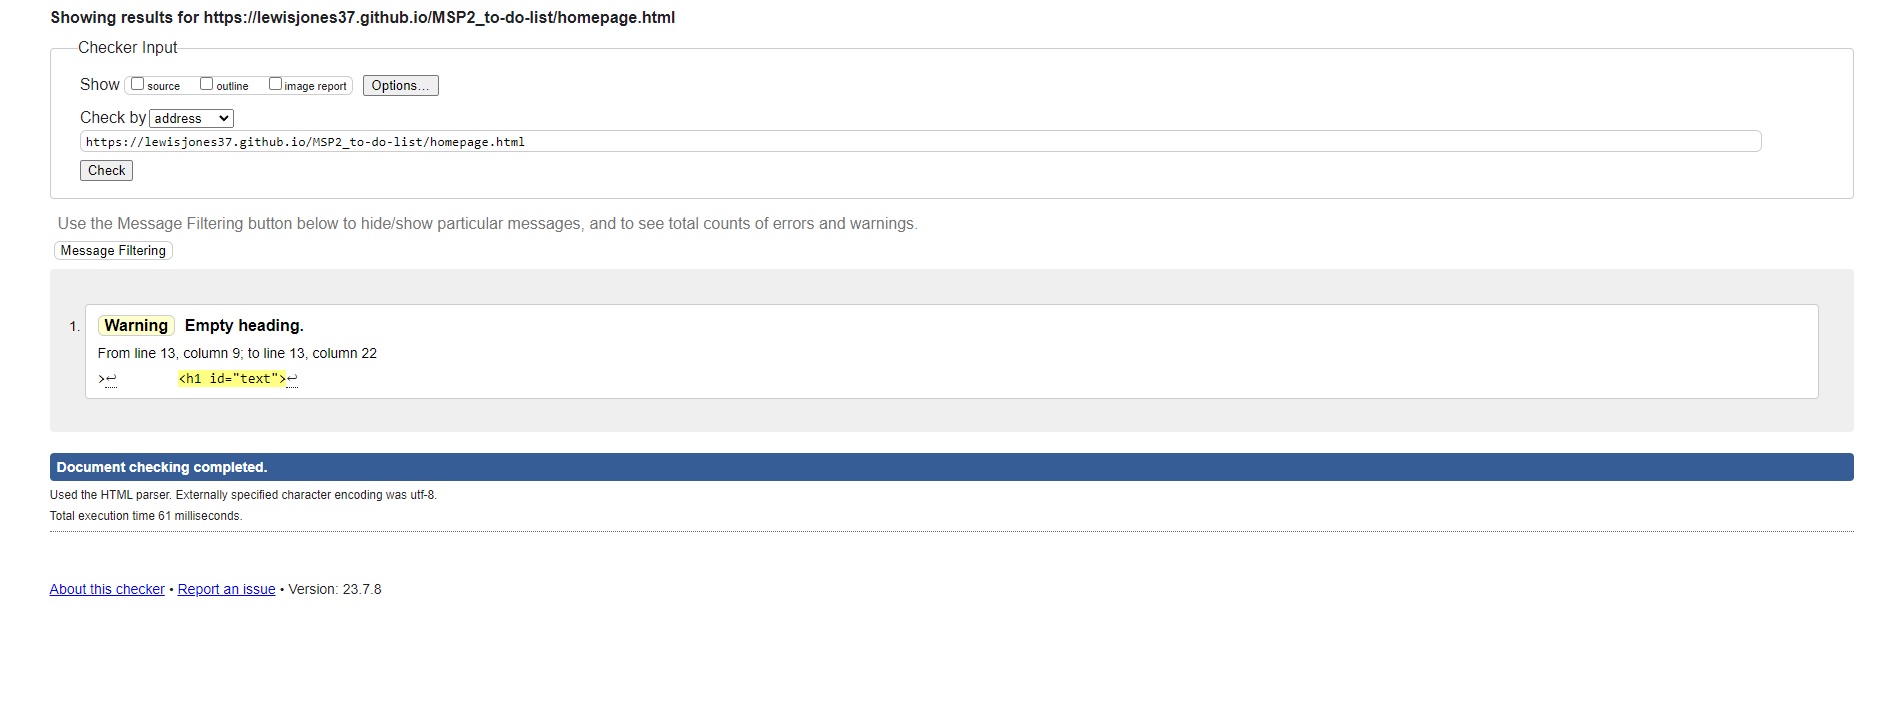 Showing results for https://lewisjones37.github.io/MSP2_to-do-list/homepage.html
Checker Input
Show source outline image report Options...
Check by address
https://lewisjones37.github.io/MSP2_to-do-list/homepage.html
Check
Use the Message Filtering button below to hide/show particular messages, and to see total counts of errors and warnings.
Message Filtering
1. Warning Empty heading.
From line 13, column 9; to line 13, column 22
>↩ <h1 id="text">↩
Document checking completed.
Used the HTML parser. Externally specified character encoding was utf-8.
Total execution time 61 milliseconds.
About this checker • Report an issue • Version: 23.7.8